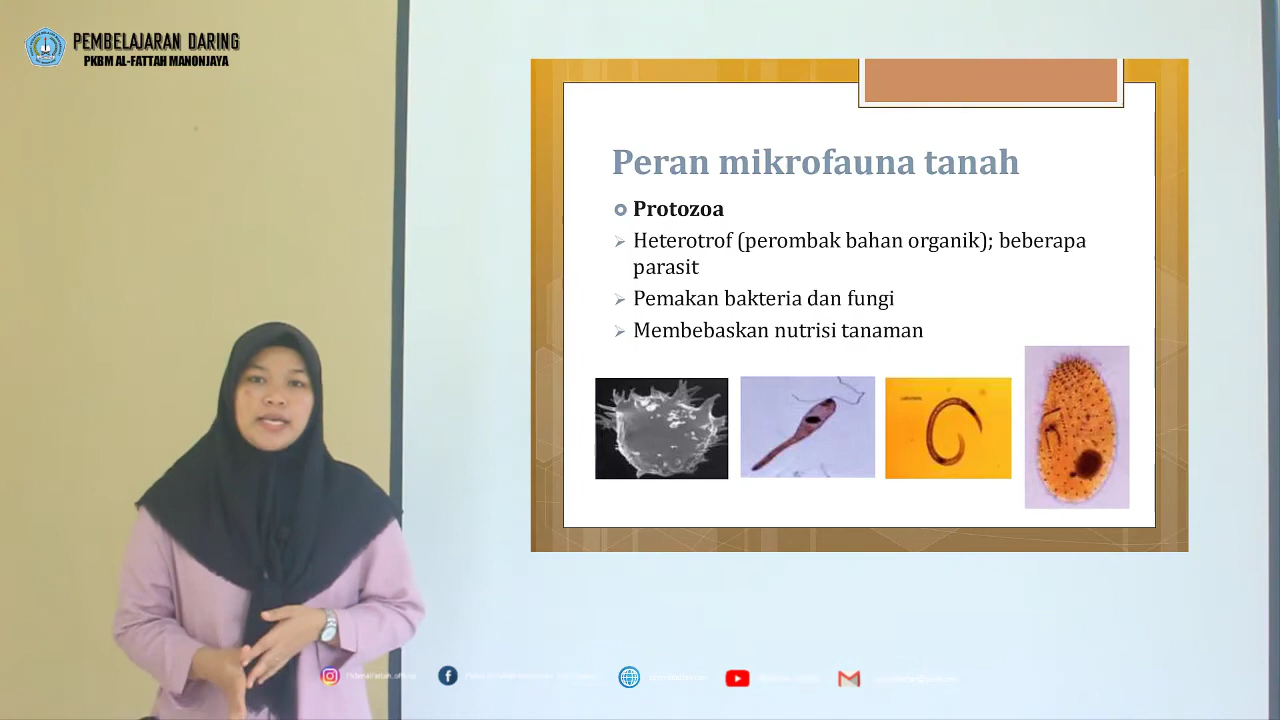 PEMBELAJARAN DARING
PKBM AL-FATTAH MANONJAYA
Peran mikrofauna tanah
Protozoa
Heterotrof (perombak bahan organik); beberapa
parasit
Pemakan bakteria dan fungi
Membebaskan nutrisi tanaman